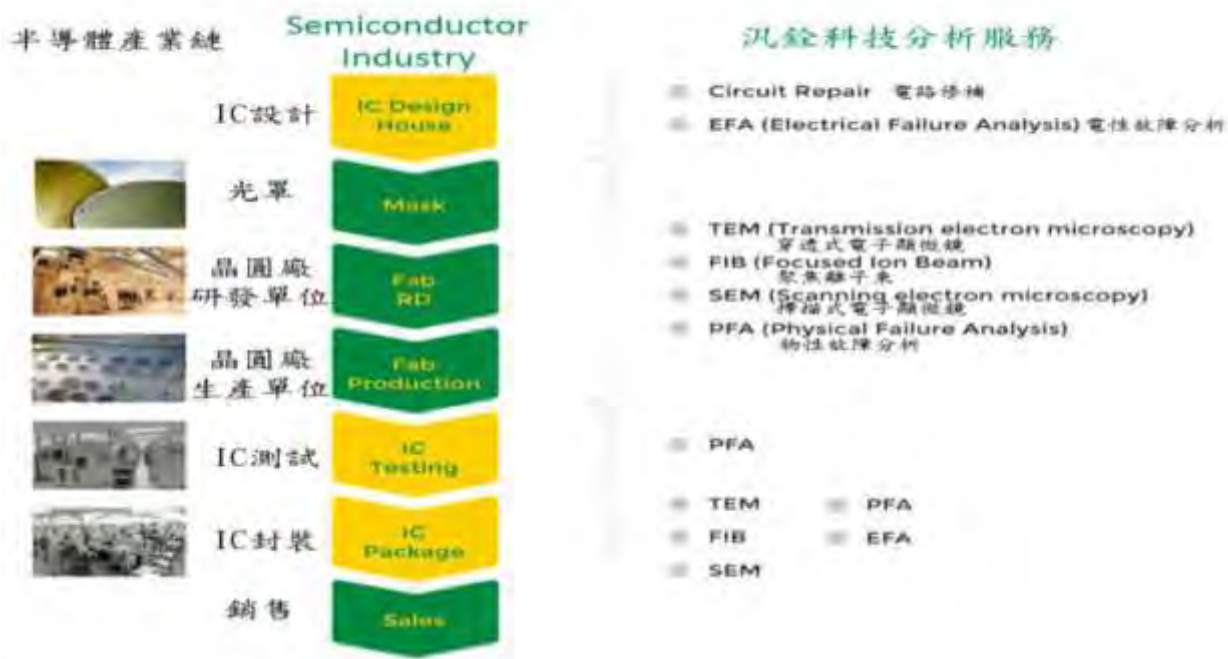 半導體產業鏈
Semiconductor
Industry
汎銓科技分析服務
IC設計
IC Design
House
Circuit Repair 電路修補
EFA (Electrical Failure Analysis) 電性故障分析
光罩
Mask
TEM (Transmission electron microscopy)
穿透式電子顯微鏡
FIB (Focused Ion Beam)
聚焦離子束
SEM (Scanning electron microscopy)
掃描式電子顯微鏡
PFA (Physical Failure Analysis)
物性故障分析
晶圓廠
研發單位
Fab
RD
晶圓廠
生產單位
Fab
Production
IC測試
IC
Testing
PFA
IC封裝
IC
Package
TEM PFA
FIB EFA
SEM
銷售
Sales